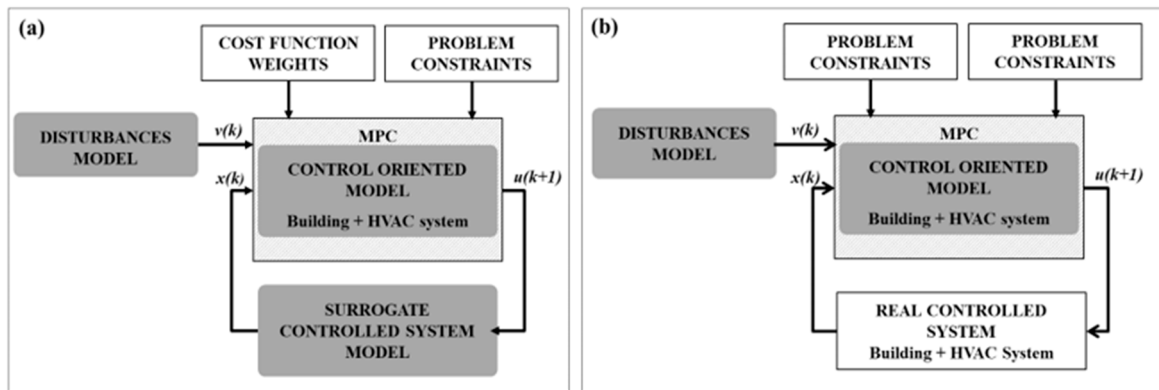 (a)
COST FUNCTION
WEIGHTS
PROBLEM
CONSTRAINTS
DISTURBANCES
MODEL
v(k)
x(k)
MPC
CONTROL ORIENTED
MODEL
Building + HVAC system
u(k+1)
SURROGATE
CONTROLLED SYSTEM
MODEL
(b)
PROBLEM
CONSTRAINTS
PROBLEM
CONSTRAINTS
DISTURBANCES
MODEL
v(k)
x(k)
MPC
CONTROL ORIENTED
MODEL
Building + HVAC system
u(k+1)
REAL CONTROLLED
SYSTEM
Building + HVAC System